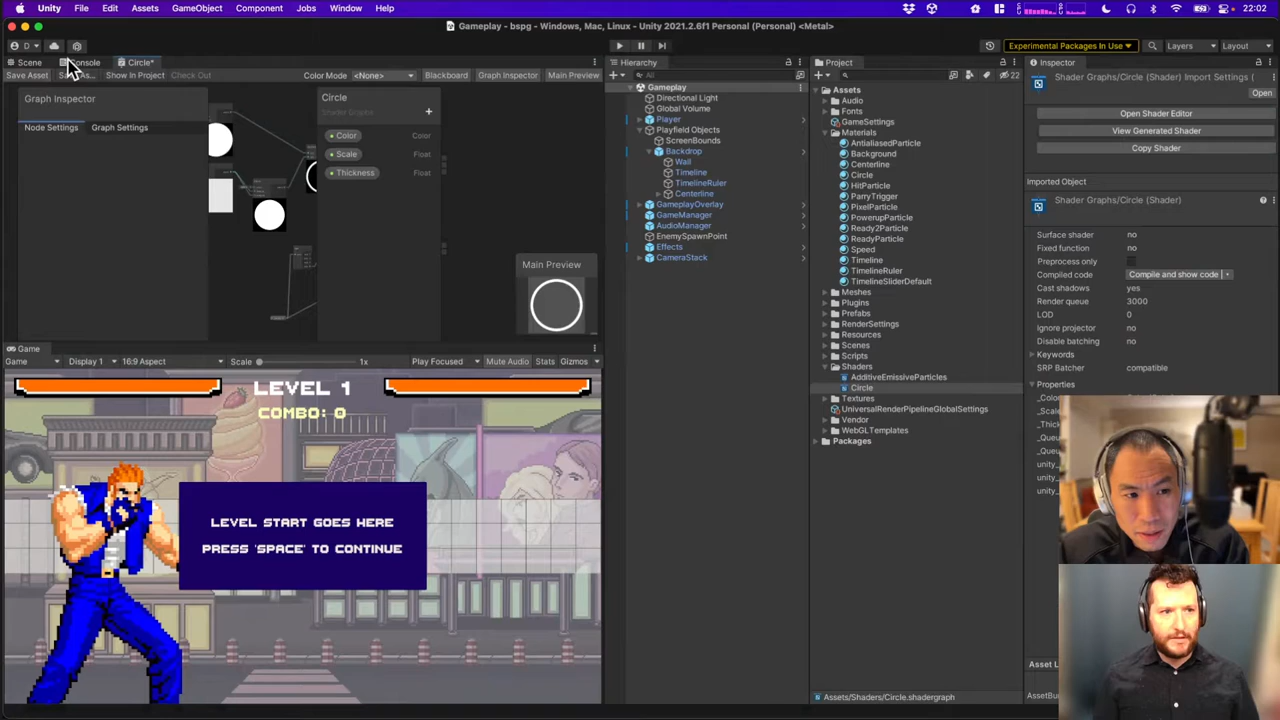 Unity File Edit Assets GameObject Component Jobs Window Help 22:02
Gameplay - bspg - Windows, Mac, Linux - Unity 2021.2.6f1 Personal (Personal) <Metal>
D
Experimental Packages In Use
Layers
Layout
Scene
Circle*
Save Asset
Show In Project
Check Out
Color Mode
<None>
Blackboard
Graph Inspector
Main Preview
Graph Inspector
Node Settings
Graph Settings
Circle
Shader Graphs
Color
Color
Scale
Float
Thickness
Float
Main Preview
Game
Game
Display 1
16:9 Aspect
Scale
1x
Play Focused
Mute Audio
Stats
Gizmos
LEVEL 1
COMBO: 0
LEVEL START GOES HERE
PRESS 'SPACE' TO CONTINUE
Hierarchy
All
Gameplay
Directional Light
Global Volume
Player
Playfield Objects
ScreenBounds
Backdrop
Wall
Timeline
TimelineRuler
Centerline
GameplayOverlay
GameManager
AudioManager
EnemySpawnPoint
Effects
CameraStack
Project
22
Assets
Audio
Fonts
GameSettings
Materials
AntialiasedParticle
Background
Centerline
Circle
HitParticle
ParryTrigger
PixelParticle
PowerupParticle
Ready2Particle
ReadyParticle
Speed
Timeline
TimelineRuler
TimelineSliderDefault
Meshes
Plugins
Prefabs
RenderSettings
Resources
Scenes
Scripts
Shaders
AdditiveEmissiveParticles
Circle
Textures
UniversalRenderPipelineGlobalSettings
Vendor
WebGLTemplates
Packages
Assets/Shaders/Circle.shadergraph
Inspector
Shader Graphs/Circle (Shader) Import Settings (
Open
Open Shader Editor
View Generated Shader
Copy Shader
Imported Object
Shader Graphs/Circle (Shader)
Surface shader no
Fixed function no
Preprocess only
Compiled code Compile and show code
Cast shadows yes
Render queue 3000
LOD 0
Ignore projector no
Disable batching no
Keywords
SRP Batcher compatible
Properties